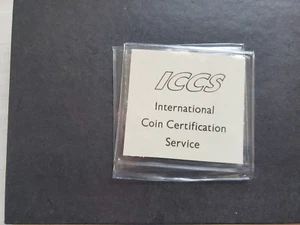 ICCS
International
Coin Certification
Service